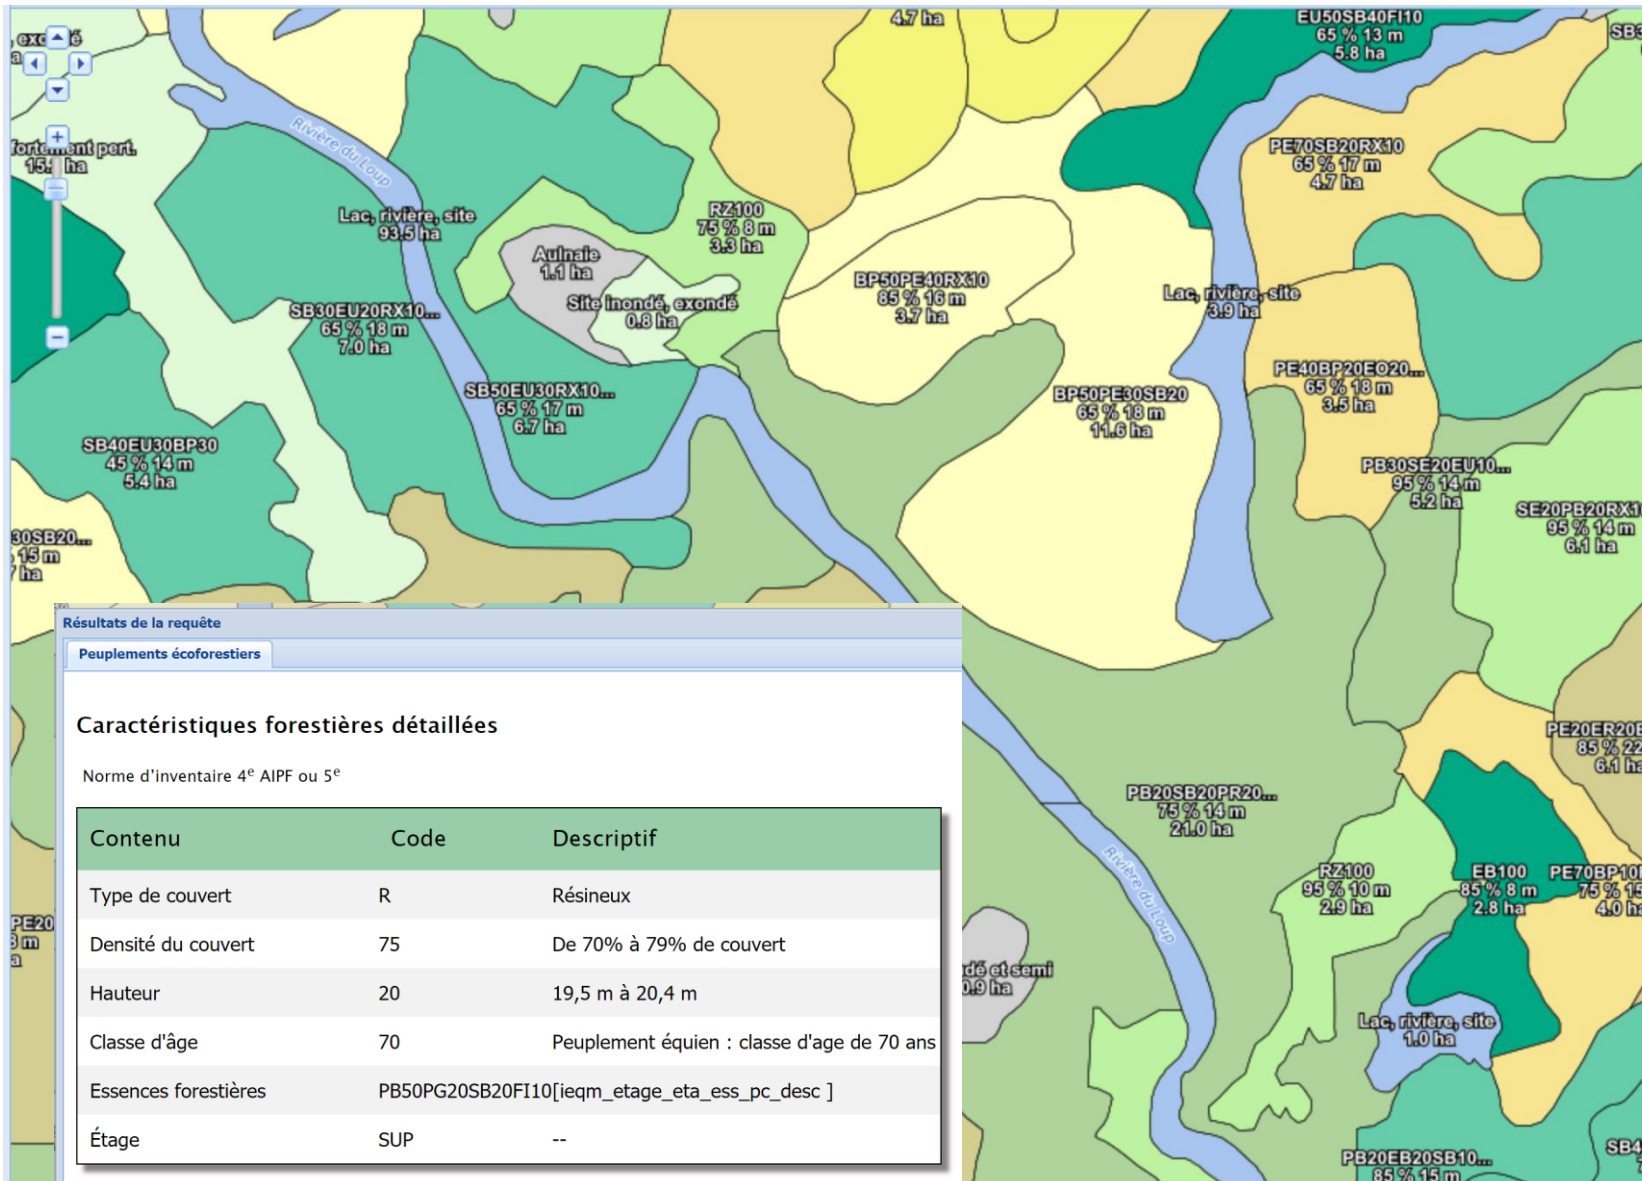 4.7 ha
EU50SB40FI10
65 % 13 m
5.8 ha
fortement pert.
Rivière du Loup
PE70SB20RX10
65 % 17 m
4.7 ha
Lac, rivière, site
93.5 ha
RZ100
75 % 8 m
3.3 ha
Aulnaie
1.1 ha
Site inondé, exondé
0.8 ha
BP50PE40RX10
85 % 16 m
3.7 ha
Lac, rivière, site
3.9 ha
SB30EU20RX10...
65 % 18 m
7.0 ha
SB50EU30RX10...
65 % 17 m
6.7 ha
BP50PE30SB20
65 % 18 m
11.6 ha
PE40BP20EO20...
65 % 18 m
3.5 ha
SB40EU30BP30
45 % 14 m
5.4 ha
PB30SE20EU10...
95 % 14 m
5.2 ha
SE20PB20RX10
95 % 14 m
6.1 ha
30SB20...
15 m
ha
Résultats de la requête
Peuplements écoforestiers
Caractéristiques forestières détaillées
Norme d'inventaire 4e AIPF ou 5e
Contenu Code Descriptif
Type de couvert R Résineux
Densité du couvert 75 De 70% à 79% de couvert
Hauteur 20 19,5 m à 20,4 m
Classe d'âge 70 Peuplement équien : classe d'age de 70 ans
Essences forestières PB50PG20SB20FI10[ieqm_etage_eta_ess_pc_desc ]
Étage SUP --
PE20ER20
85 % 22
6.1 ha
PB20SB20PR20...
75 % 14 m
21.0 ha
Rivière du Loup
RZ100
95 % 10 m
2.9 ha
EB100
85 % 8 m
2.8 ha
PE70BP10
75 % 15
4.0 ha
PE20
et semi
0.9 ha
Lac, rivière, site
1.0 ha
PB20EB20SB10...
85 % 15 m
SB4